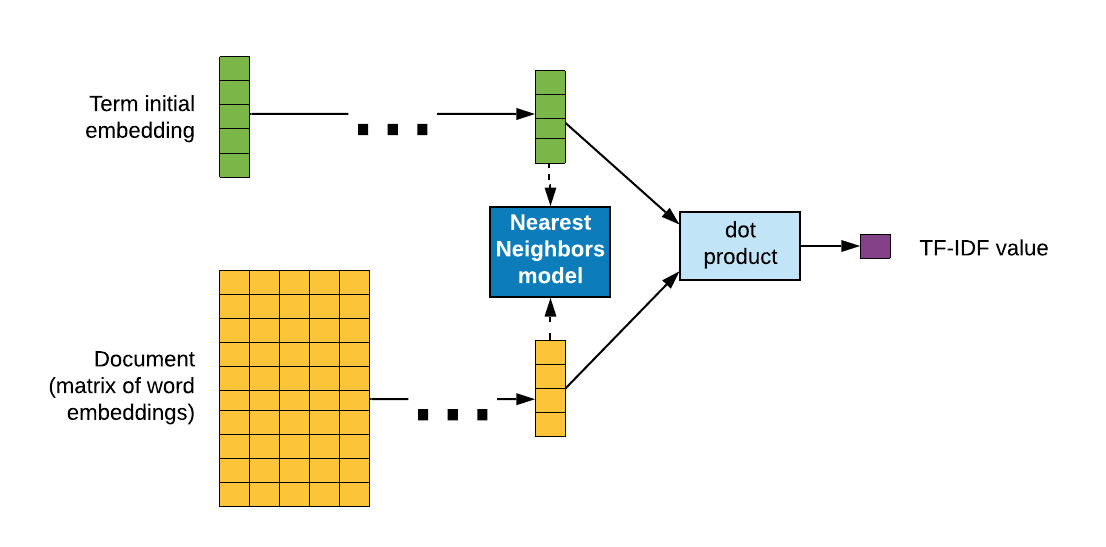 Term initial
embedding
Nearest
Neighbors
model
dot
product
TF-IDF value
Document
(matrix of word
embeddings)